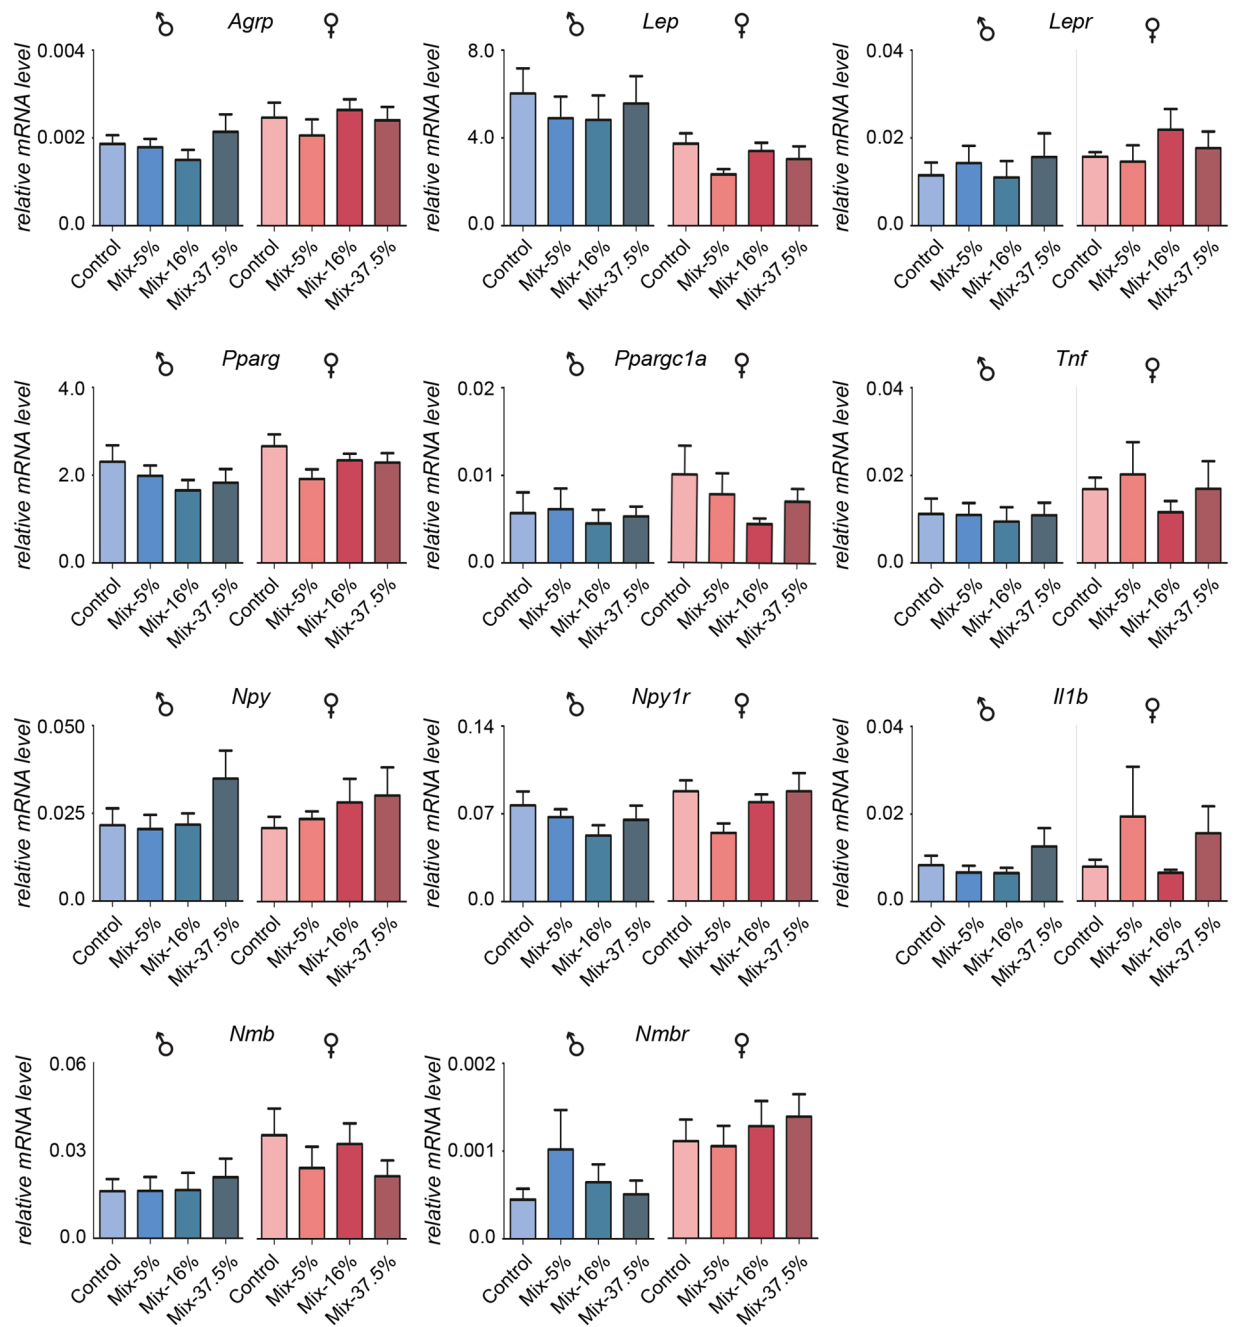 ♂ Agrp ♀
relative mRNA level
0.004
0.002
0.0
Control Mix-5% Mix-16% Mix-37.5% Control Mix-5% Mix-16% Mix-37.5%
♂ Lep ♀
relative mRNA level
8.0
4.0
0.0
Control Mix-5% Mix-16% Mix-37.5% Control Mix-5% Mix-16% Mix-37.5%
♂ Lepr ♀
relative mRNA level
0.04
0.02
0.0
Control Mix-5% Mix-16% Mix-37.5% Control Mix-5% Mix-16% Mix-37.5%
♂ Pparg ♀
relative mRNA level
4.0
2.0
0.0
Control Mix-5% Mix-16% Mix-37.5% Control Mix-5% Mix-16% Mix-37.5%
♂ Ppargc1a ♀
relative mRNA level
0.02
0.01
0.0
Control Mix-5% Mix-16% Mix-37.5% Control Mix-5% Mix-16% Mix-37.5%
♂ Tnf ♀
relative mRNA level
0.04
0.02
0.0
Control Mix-5% Mix-16% Mix-37.5% Control Mix-5% Mix-16% Mix-37.5%
♂ Npy ♀
relative mRNA level
0.050
0.025
0.0
Control Mix-5% Mix-16% Mix-37.5% Control Mix-5% Mix-16% Mix-37.5%
♂ Npy1r ♀
relative mRNA level
0.14
0.07
0.0
Control Mix-5% Mix-16% Mix-37.5% Control Mix-5% Mix-16% Mix-37.5%
♂ Il1b ♀
relative mRNA level
0.04
0.02
0.0
Control Mix-5% Mix-16% Mix-37.5% Control Mix-5% Mix-16% Mix-37.5%
♂ Nmb ♀
relative mRNA level
0.06
0.03
0.0
Control Mix-5% Mix-16% Mix-37.5% Control Mix-5% Mix-16% Mix-37.5%
♂ Nmbr ♀
relative mRNA level
0.002
0.001
0.0
Control Mix-5% Mix-16% Mix-37.5% Control Mix-5% Mix-16% Mix-37.5%